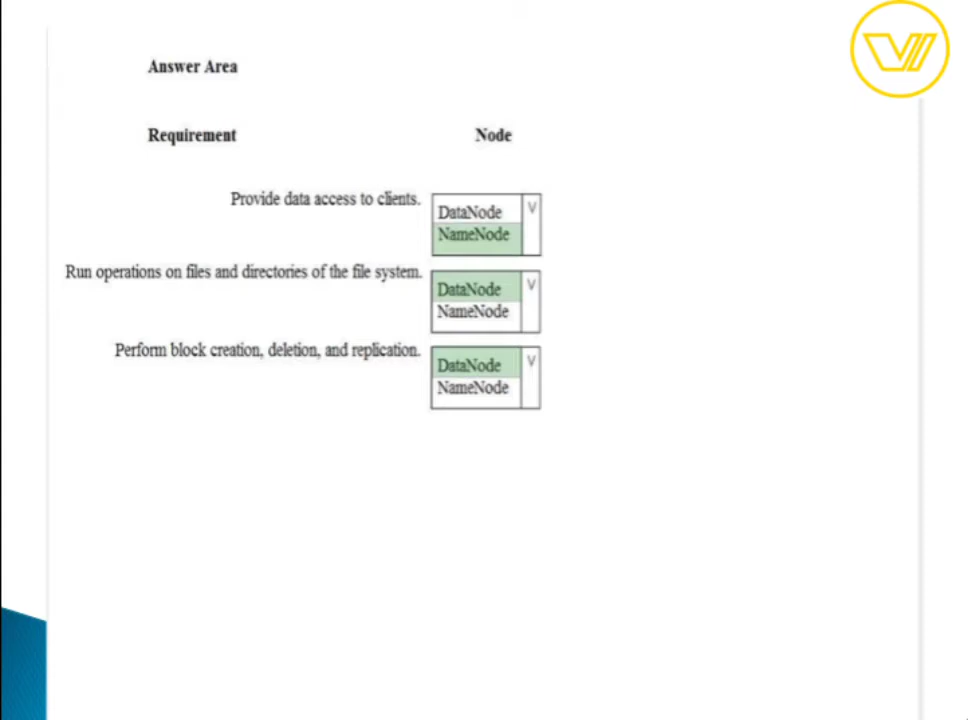 Answer Area
Requirement Node
Provide data access to clients. DataNode V
NameNode
Run operations on files and directories of the file system. DataNode V
NameNode
Perform block creation, deletion, and replication. DataNode V
NameNode